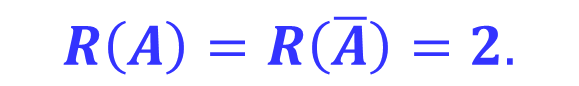 R(A) = R(A̅) = 2.